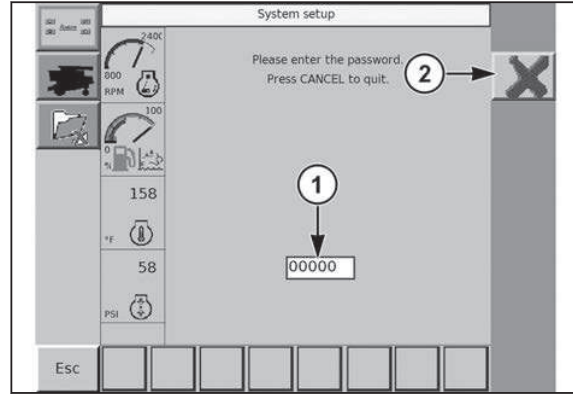 System setup
2400
800
RPM
Please enter the password.
Press CANCEL to quit.
2
100
0
%
158
°F
1
58
00000
PSI
Esc